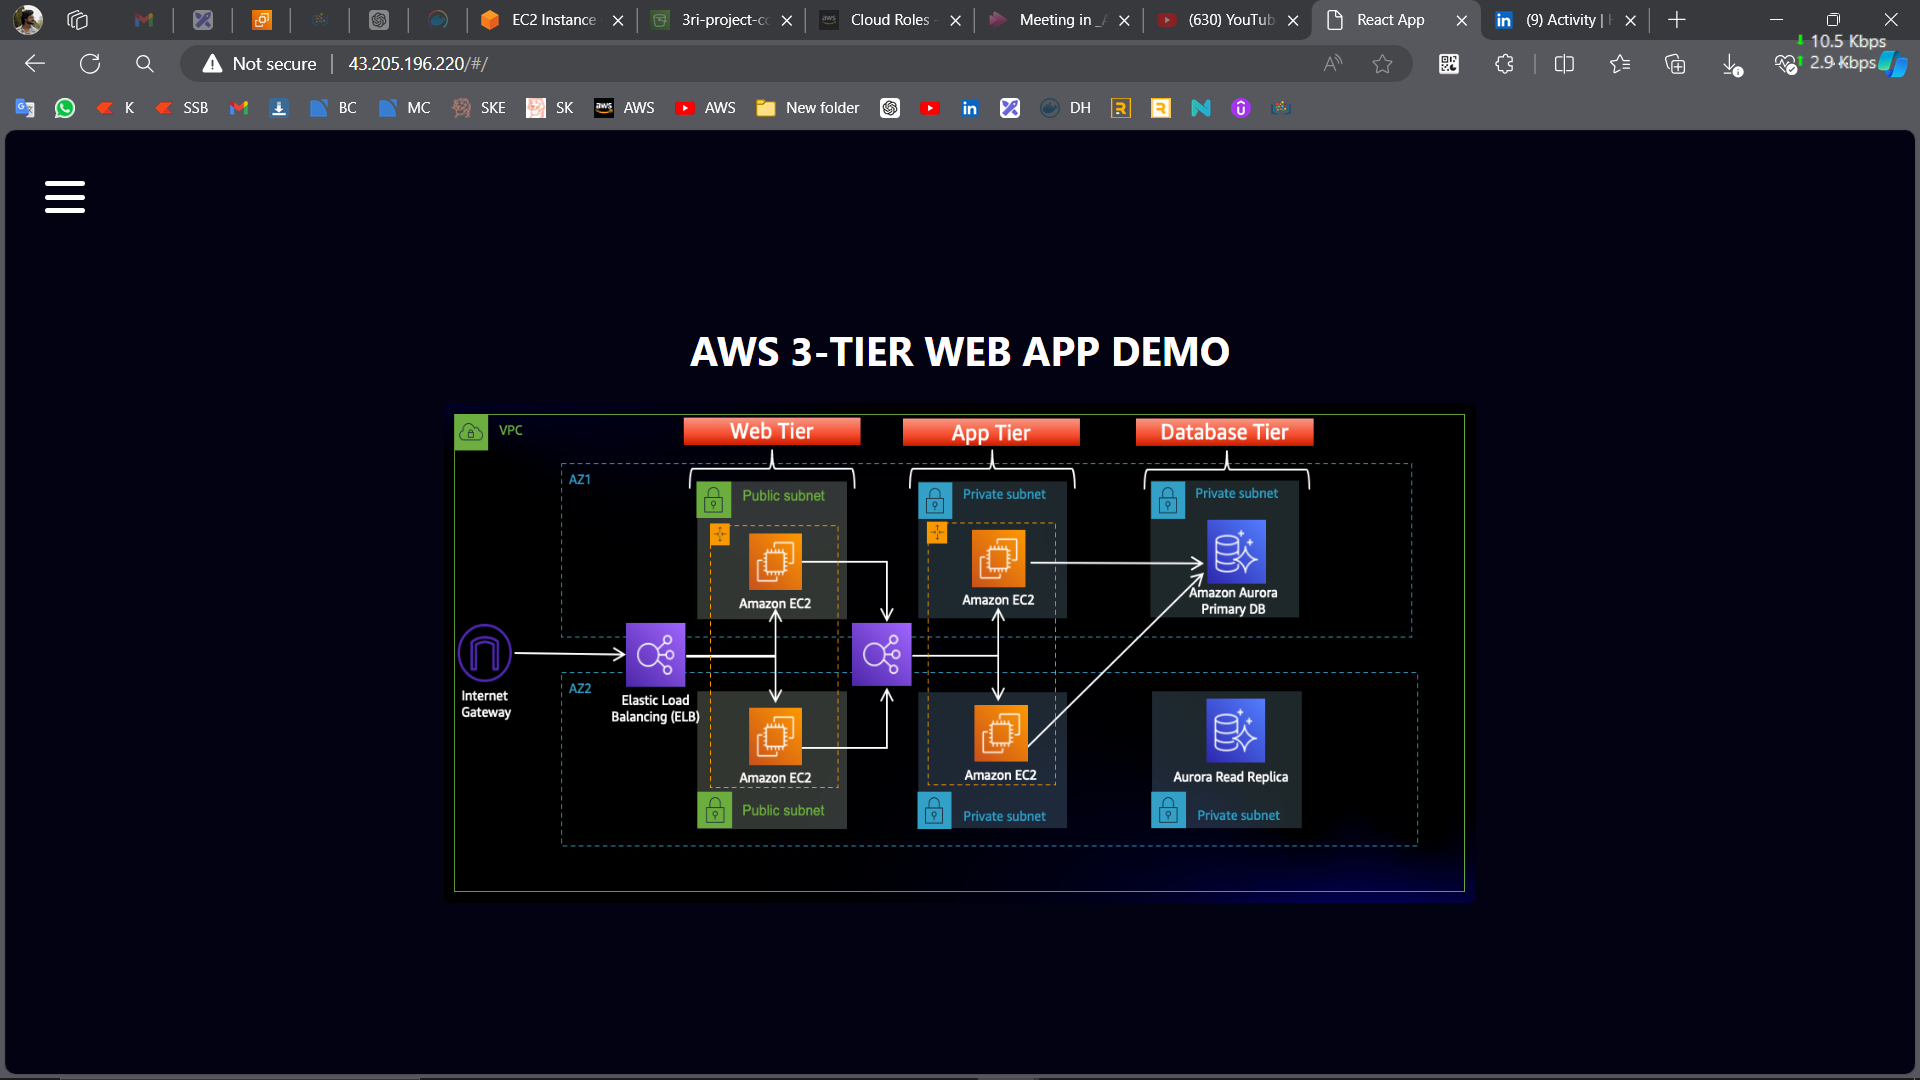 EC2 Instance
3ri-project-cc
Cloud Roles -
Meeting in _
(630) YouTub
React App
(9) Activity |
10.5 Kbps
2.9 Kbps
Not secure
43.205.196.220/#/
K
SSB
BC
MC
SKE
SK
aws
AWS
AWS
New folder
in
DH
AWS 3-TIER WEB APP DEMO
VPC
Web Tier
App Tier
Database Tier
AZ1
Public subnet
Private subnet
Private subnet
Amazon EC2
Amazon EC2
Amazon Aurora
Primary DB
Internet
Gateway
Elastic Load
Balancing (ELB)
AZ2
Amazon EC2
Amazon EC2
Aurora Read Replica
Public subnet
Private subnet
Private subnet